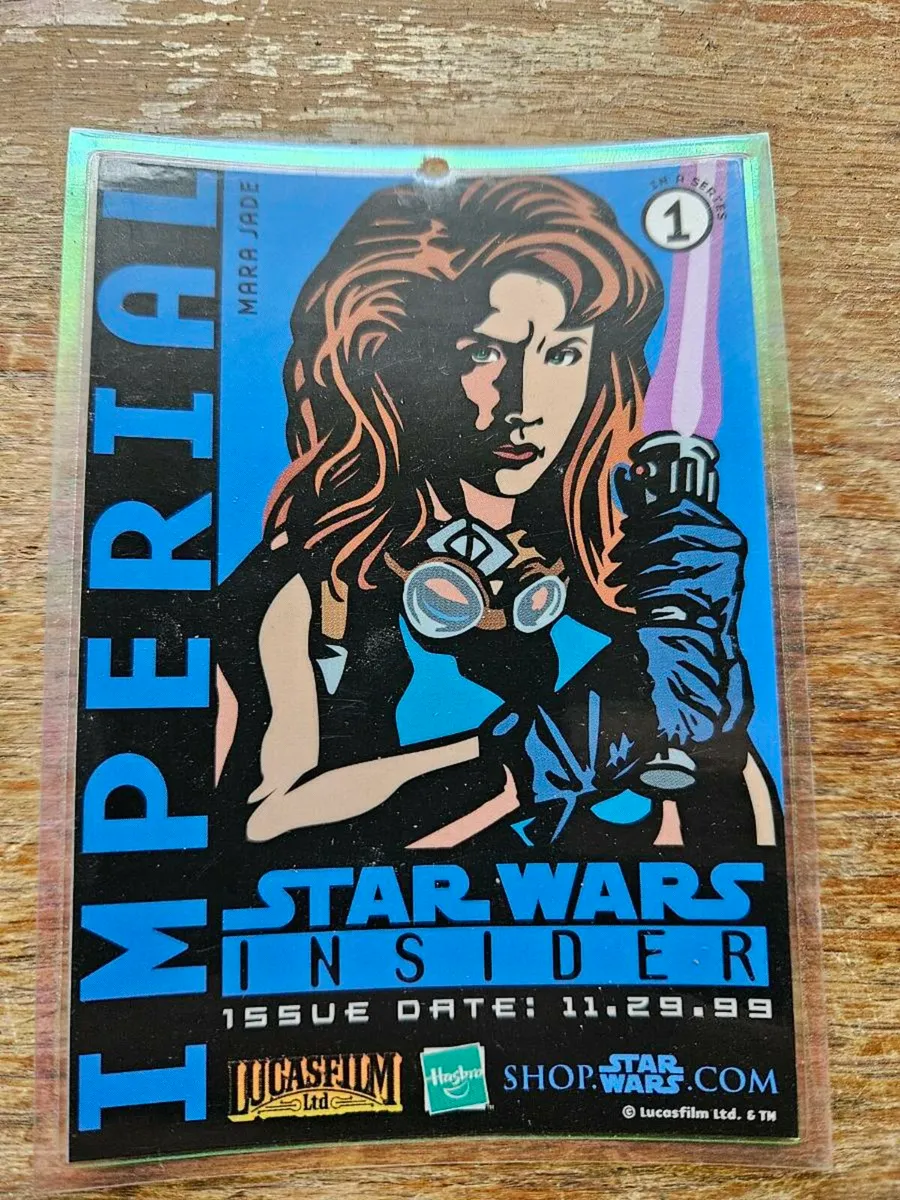 IMPERIAL
MARA JADE
IN A SERIES
1
STAR WARS
INSIDER
ISSUE DATE: 11.29.99
LUCASFILM
Ltd
Hasbro
SHOP.STAR WARS.COM
© Lucasfilm Ltd. & TM